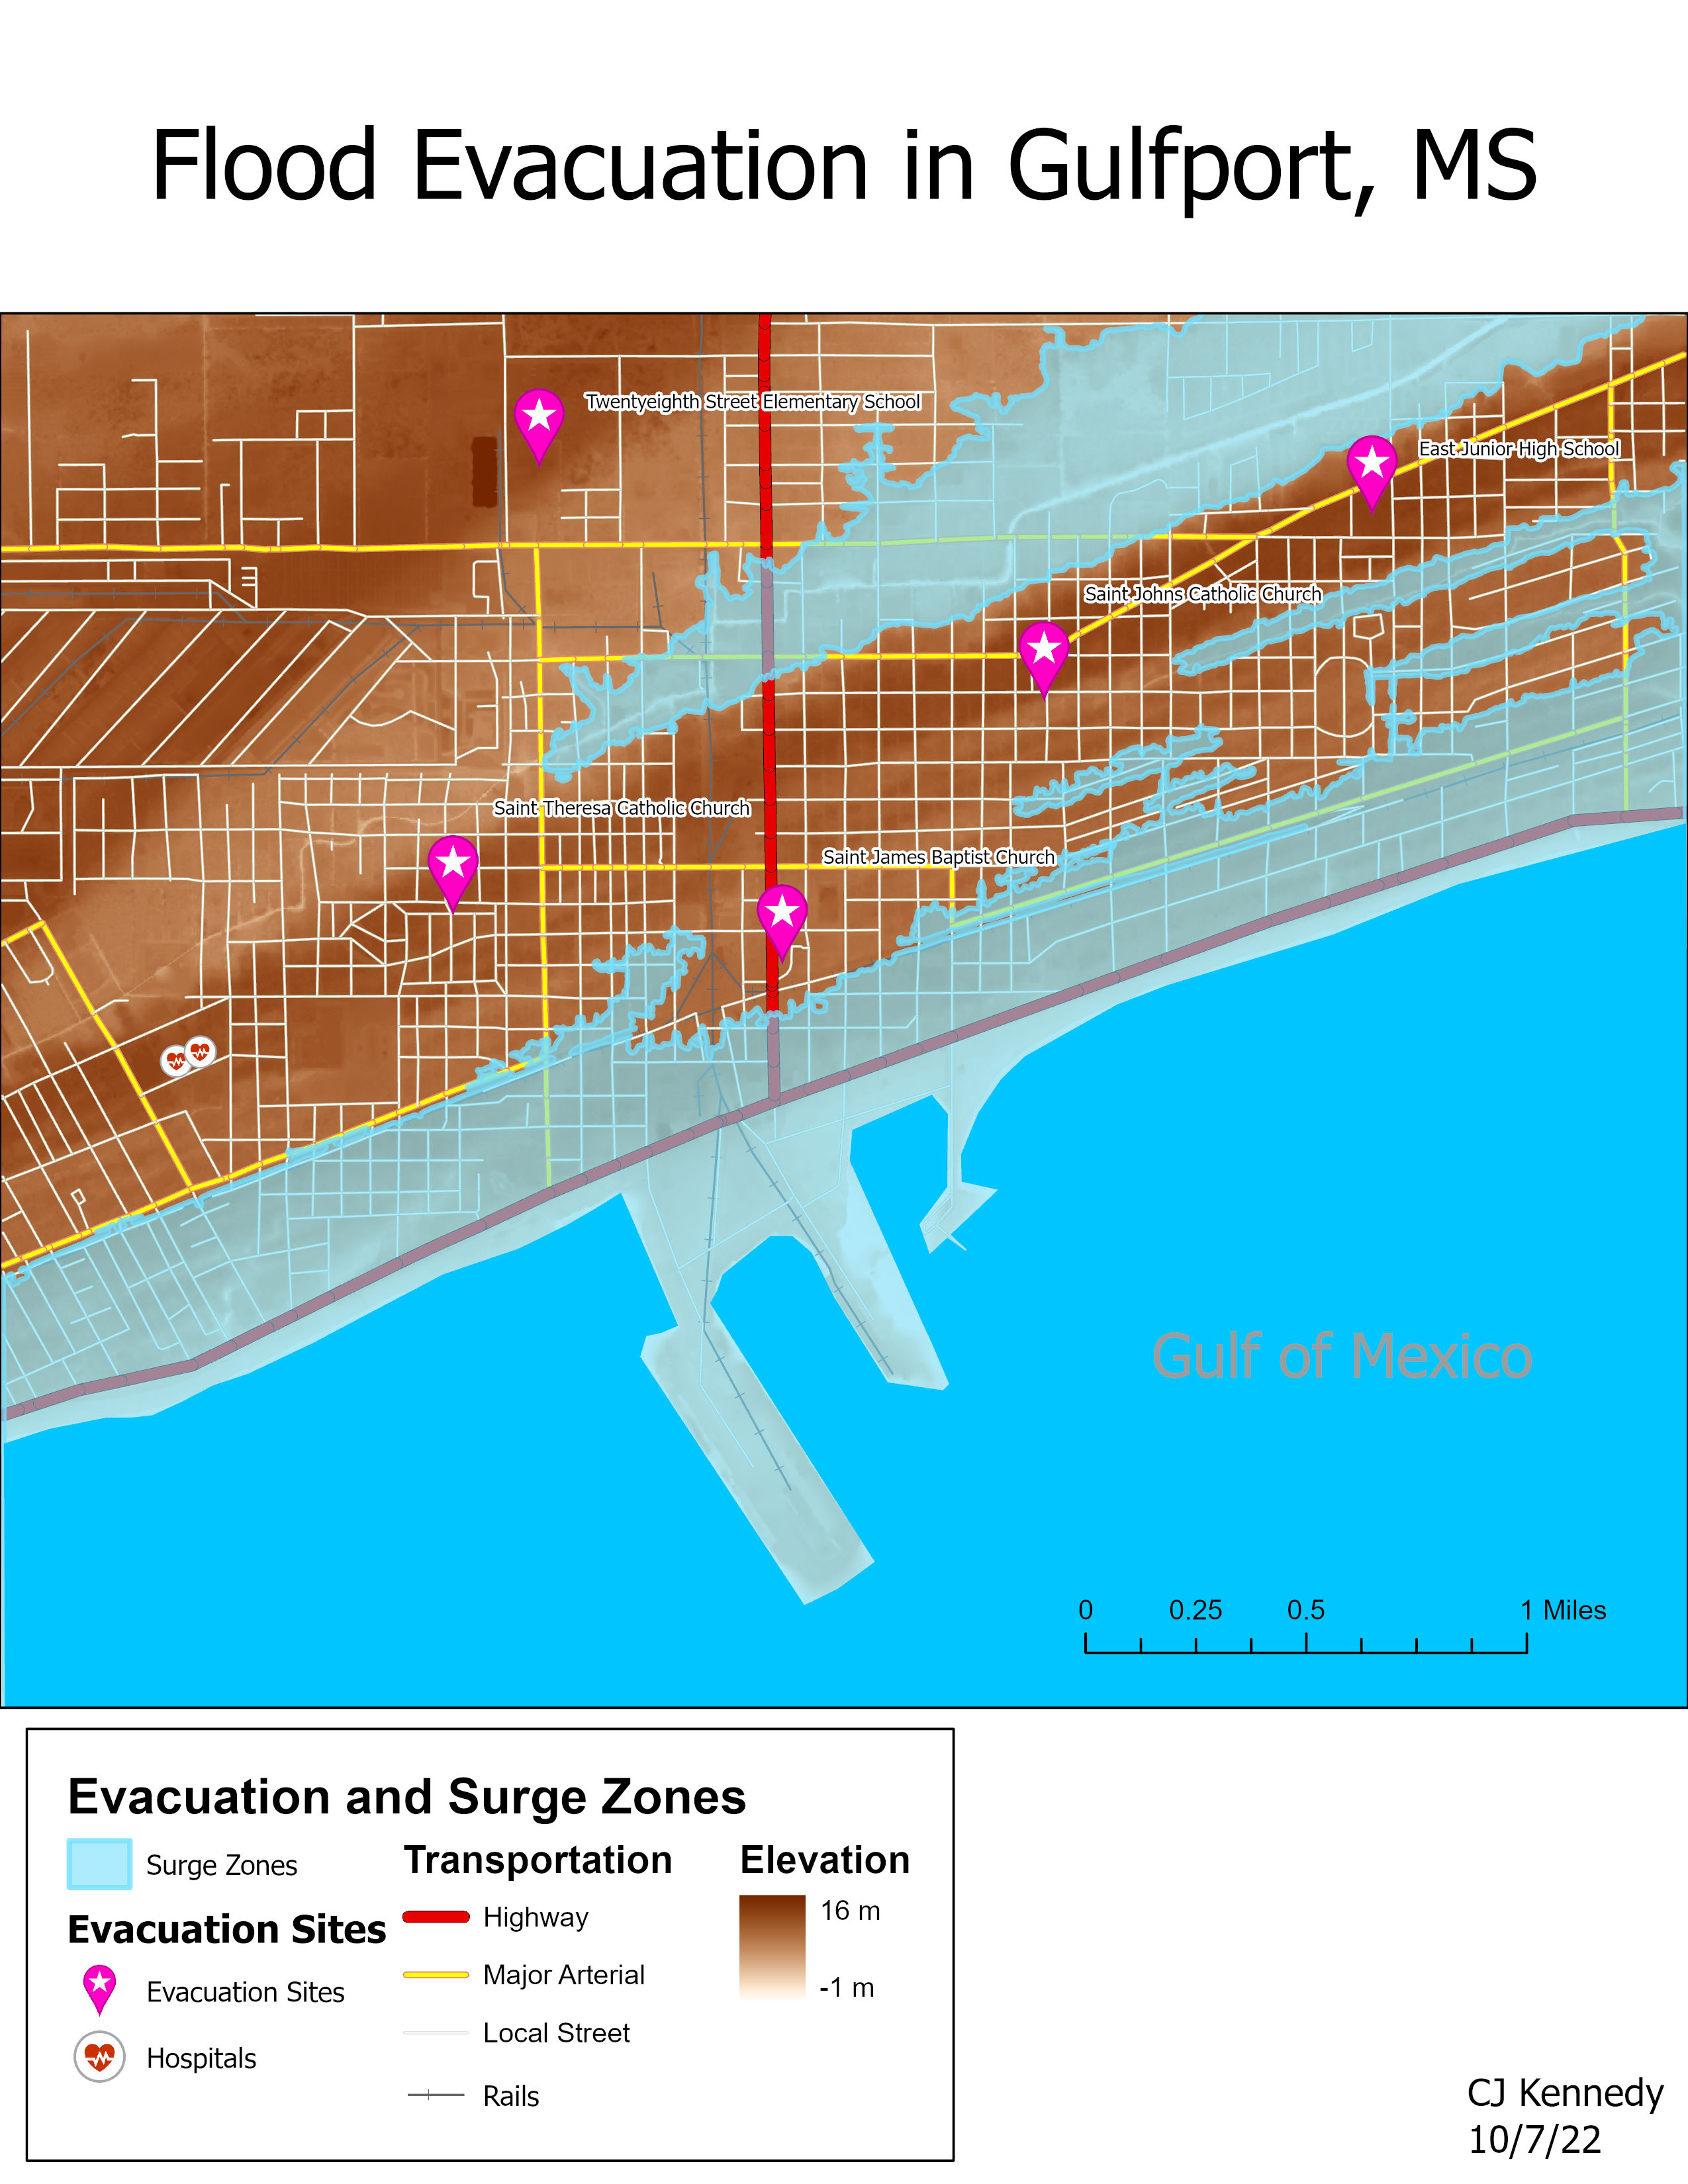 Flood Evacuation in Gulfport, MS
Twentyeighth Street Elementary School
East Junior High School
Saint Johns Catholic Church
Saint Theresa Catholic Church
Saint James Baptist Church
Gulf of Mexico
0 0.25 0.5 1 Miles
Evacuation and Surge Zones
Surge Zones
Evacuation Sites
Evacuation Sites
Hospitals
Transportation
Highway
Major Arterial
Local Street
Rails
Elevation
16 m
-1 m
CJ Kennedy
10/7/22